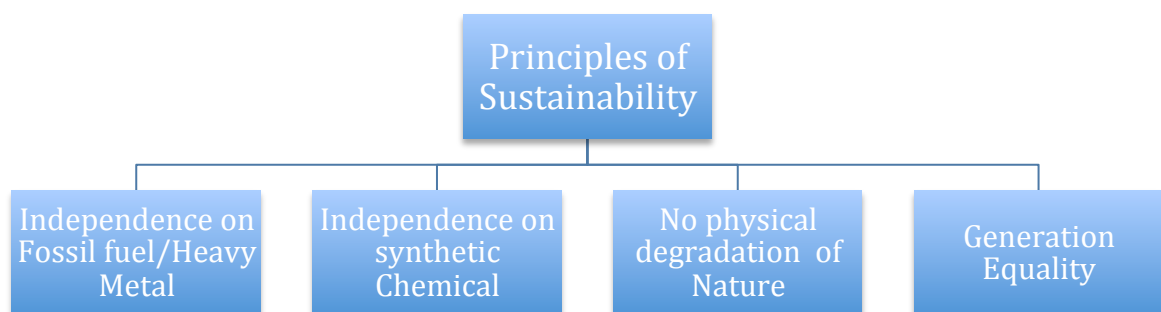 Principles of
Sustainability
Independence on
Fossil fuel/Heavy
Metal
Independence on
synthetic
Chemical
No physical
degradation of
Nature
Generation
Equality